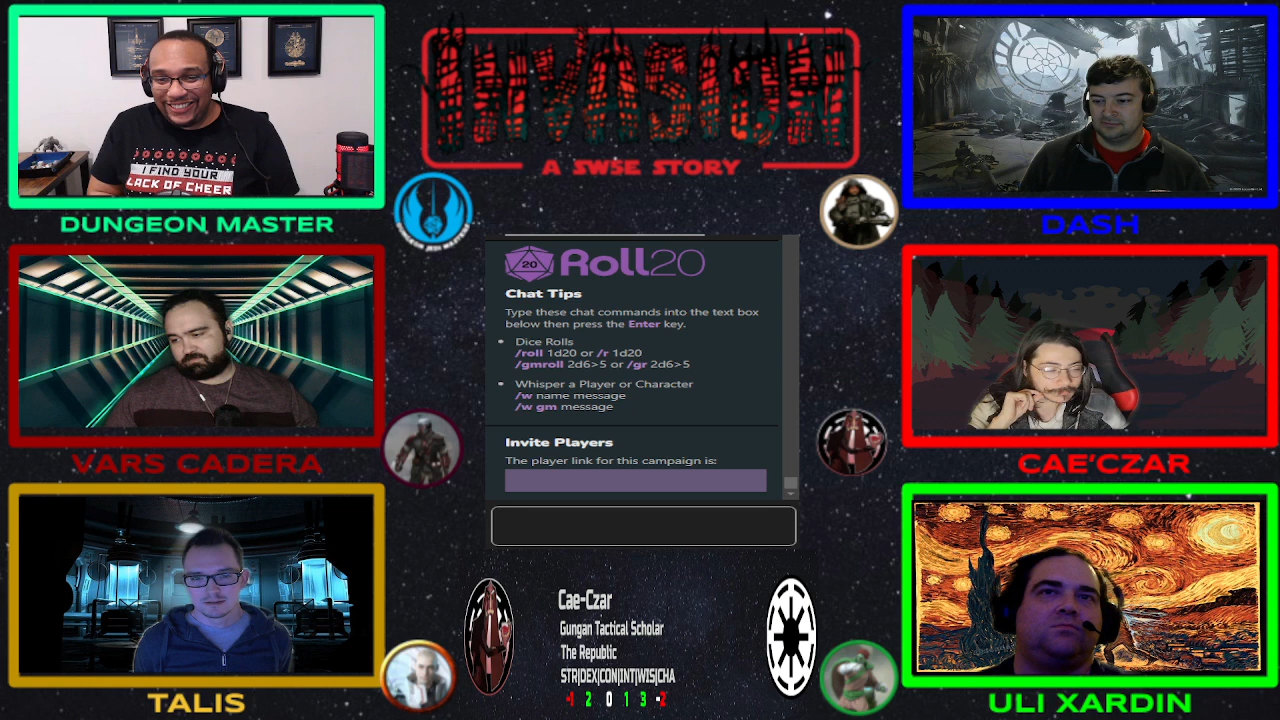 INVASION
A SWSE STORY
I FIND YOUR
LACK OF CHEER
DUNGEON MASTER
DUNGEON JEDI MASTERS
DASH
20
Roll20
Chat Tips
Type these chat commands into the text box
below then press the Enter key.
• Dice Rolls
/roll 1d20 or /r 1d20
/gmroll 2d6>5 or /gr 2d6>5
• Whisper a Player or Character
/w name message
/w gm message
Invite Players
The player link for this campaign is:
VARS CADERA
CAE'CZAR
Cae-Czar
Gungan Tactical Scholar
The Republic
STR|DEX|CON|INT|WIS|CHA
-1 2 0 1 3 -2
TALIS
ULI XARDIN